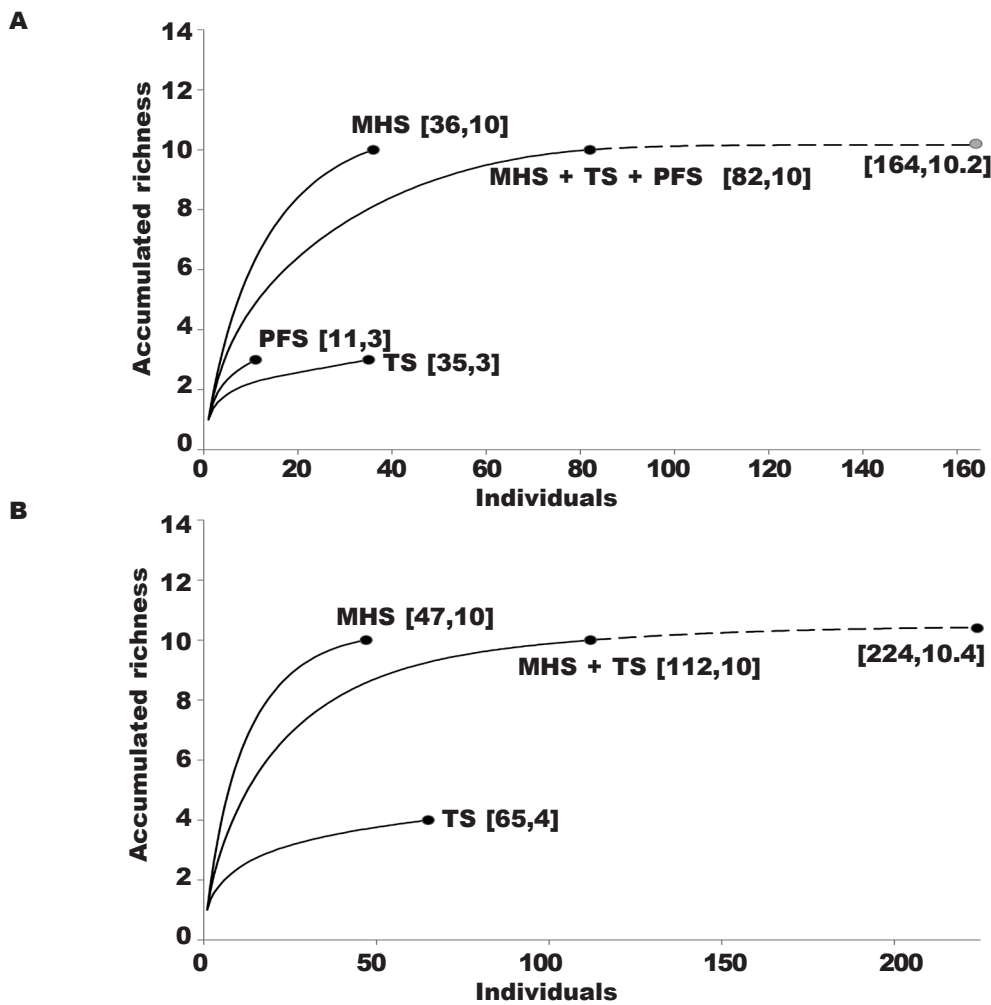 A
Accumulated richness
14
12
10
8
6
4
2
0
MHS [36,10]
MHS + TS + PFS [82,10]
[164,10.2]
PFS [11,3]
TS [35,3]
0 20 40 60 80 100 120 140 160
Individuals
B
Accumulated richness
14
12
10
8
6
4
2
0
MHS [47,10]
MHS + TS [112,10]
[224,10.4]
TS [65,4]
0 50 100 150 200
Individuals